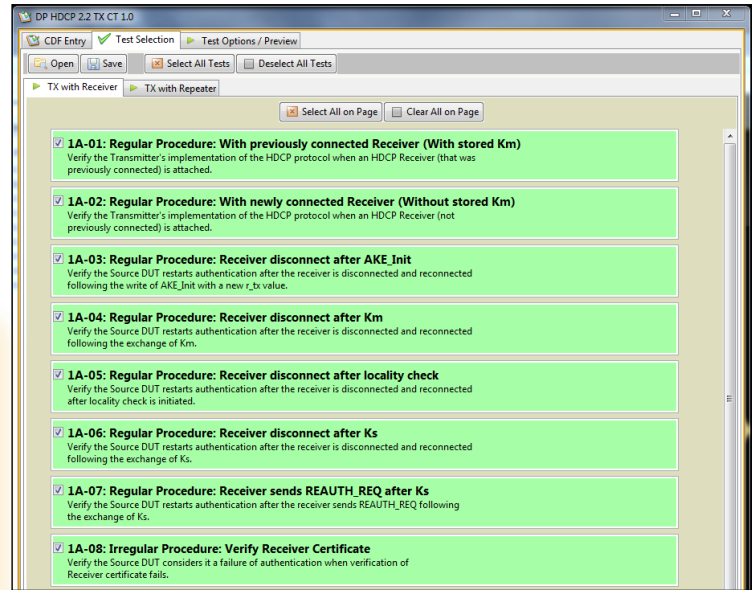 DP HDCP 2.2 TX CT 1.0
CDF Entry Test Selection Test Options / Preview
Open Save Select All Tests Deselect All Tests
TX with Receiver TX with Repeater
Select All on Page Clear All on Page
1A-01: Regular Procedure: With previously connected Receiver (With stored Km)
Verify the Transmitter's implementation of the HDCP protocol when an HDCP Receiver (that was
previously connected) is attached.
1A-02: Regular Procedure: With newly connected Receiver (Without stored Km)
Verify the Transmitter's implementation of the HDCP protocol when an HDCP Receiver (not
previously connected) is attached.
1A-03: Regular Procedure: Receiver disconnect after AKE_Init
Verify the Source DUT restarts authentication after the receiver is disconnected and reconnected
following the write of AKE_Init with a new r_tx value.
1A-04: Regular Procedure: Receiver disconnect after Km
Verify the Source DUT restarts authentication after the receiver is disconnected and reconnected
following the exchange of Km.
1A-05: Regular Procedure: Receiver disconnect after locality check
Verify the Source DUT restarts authentication after the receiver is disconnected and reconnected
after locality check is initiated.
1A-06: Regular Procedure: Receiver disconnect after Ks
Verify the Source DUT restarts authentication after the receiver is disconnected and reconnected
following the exchange of Ks.
1A-07: Regular Procedure: Receiver sends REAUTH_REQ after Ks
Verify the Source DUT restarts authentication after the receiver sends REAUTH_REQ following
the exchange of Ks.
1A-08: Irregular Procedure: Verify Receiver Certificate
Verify the Source DUT considers it a failure of authentication when verification of
Receiver certificate fails.